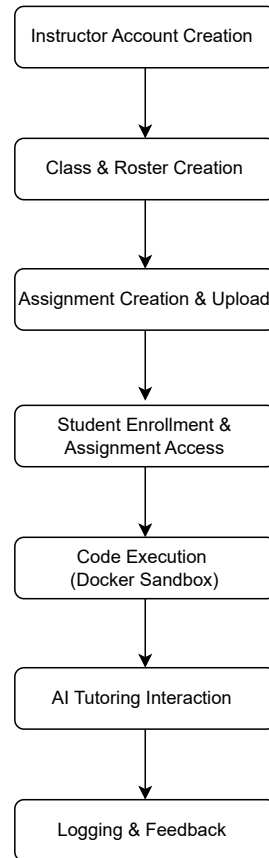 Instructor Account Creation
Class & Roster Creation
Assignment Creation & Upload
Student Enrollment &
Assignment Access
Code Execution
(Docker Sandbox)
AI Tutoring Interaction
Logging & Feedback